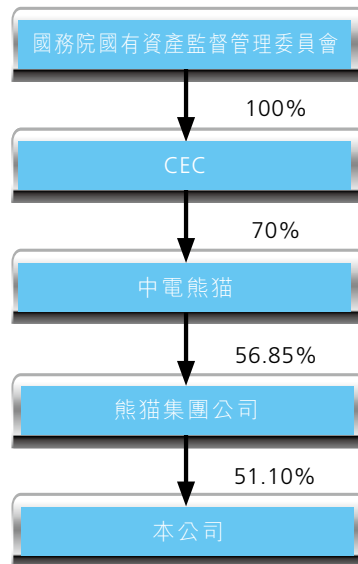 國務院國有資產監督管理委員會
100%
CEC
70%
中電熊猫
56.85%
熊猫集團公司
51.10%
本公司